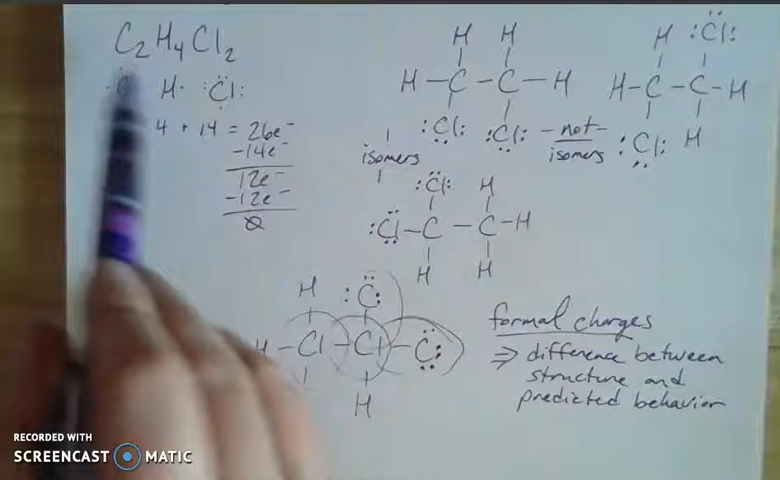 C2H4Cl2
H· :Cl:
4 + 14 = 26e⁻
-14e⁻
12e⁻
-12e⁻
0
H H
H – C – C – H
:Cl: :Cl:
H :Cl:
H – C – C – H
:Cl: H
isomers
– not –
isomers
:Cl: H
:Cl – C – C – H
H H
H :C:
H – Cl – Cl – C:
H
formal charges
⇒ difference between
structure and
predicted behavior
RECORDED WITH
SCREENCAST MATIC